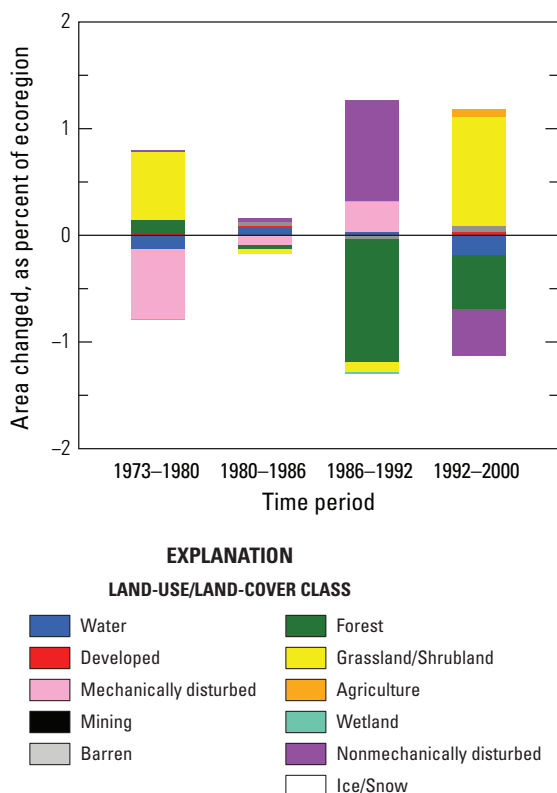 Area changed, as percent of ecoregion
2
1
0
−1
−2
1973–1980 1980–1986 1986–1992 1992–2000
Time period
EXPLANATION
LAND-USE/LAND-COVER CLASS
Water
Developed
Mechanically disturbed
Mining
Barren
Forest
Grassland/Shrubland
Agriculture
Wetland
Nonmechanically disturbed
Ice/Snow